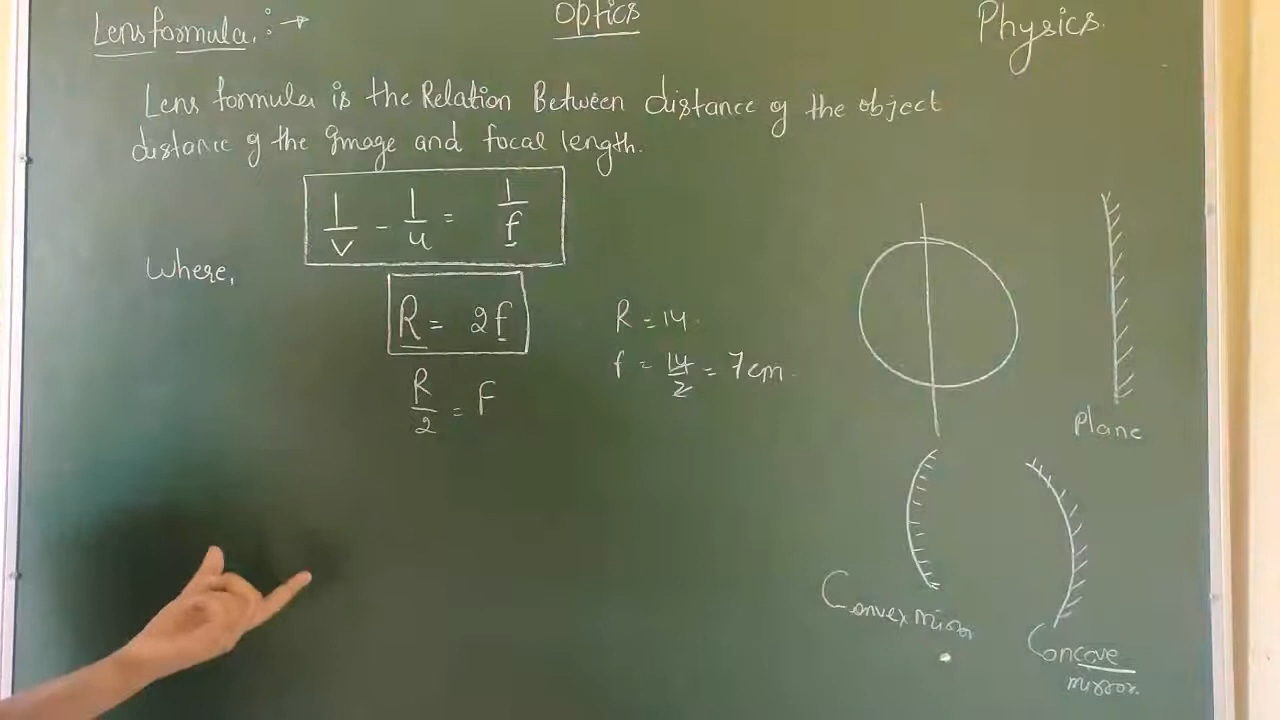 Lens formula :→
Optics
Physics.
Lens formula is the Relation Between distance of the object
distance of the Image and focal length.
1/v - 1/u = 1/f
Where,
R = 2f
R/2 = F
R = 14.
f = 14/2 = 7cm.
Plane
Convex mirror
Concave
mirror.